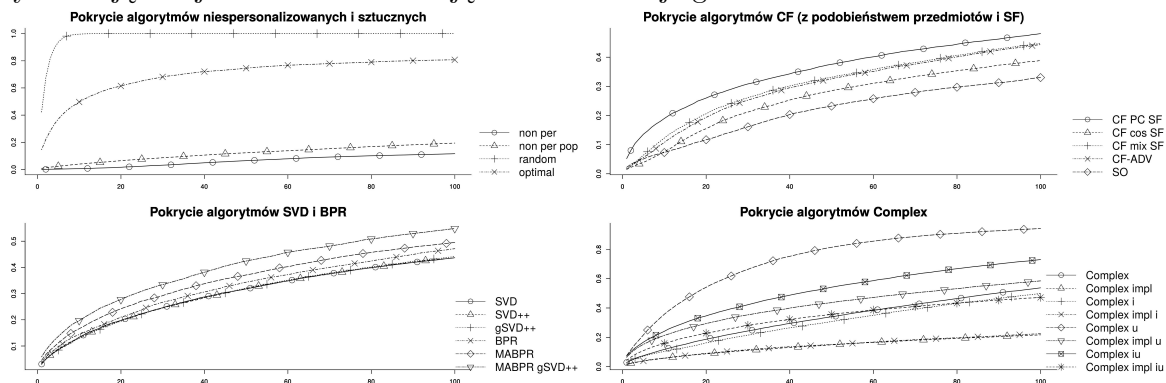 Pokrycie algorytmów niespersonalizowanych i sztucznych
1.0
0.8
0.6
0.4
0.2
0.0
0
20
40
60
80
100
non per
non per pop
random
optimal
Pokrycie algorytmów CF (z podobieństwem przedmiotów i SF)
0.4
0.3
0.2
0.1
0.0
0
20
40
60
80
100
CF PC SF
CF cos SF
CF mix SF
CF-ADV
SO
Pokrycie algorytmów SVD i BPR
0.5
0.4
0.3
0.2
0.1
0
20
40
60
80
100
SVD
SVD++
gSVD++
BPR
MABPR
MABPR gSVD++
Pokrycie algorytmów Complex
0.8
0.6
0.4
0.2
0.0
0
20
40
60
80
100
Complex
Complex impl
Complex i
Complex impl i
Complex u
Complex impl u
Complex iu
Complex impl iu